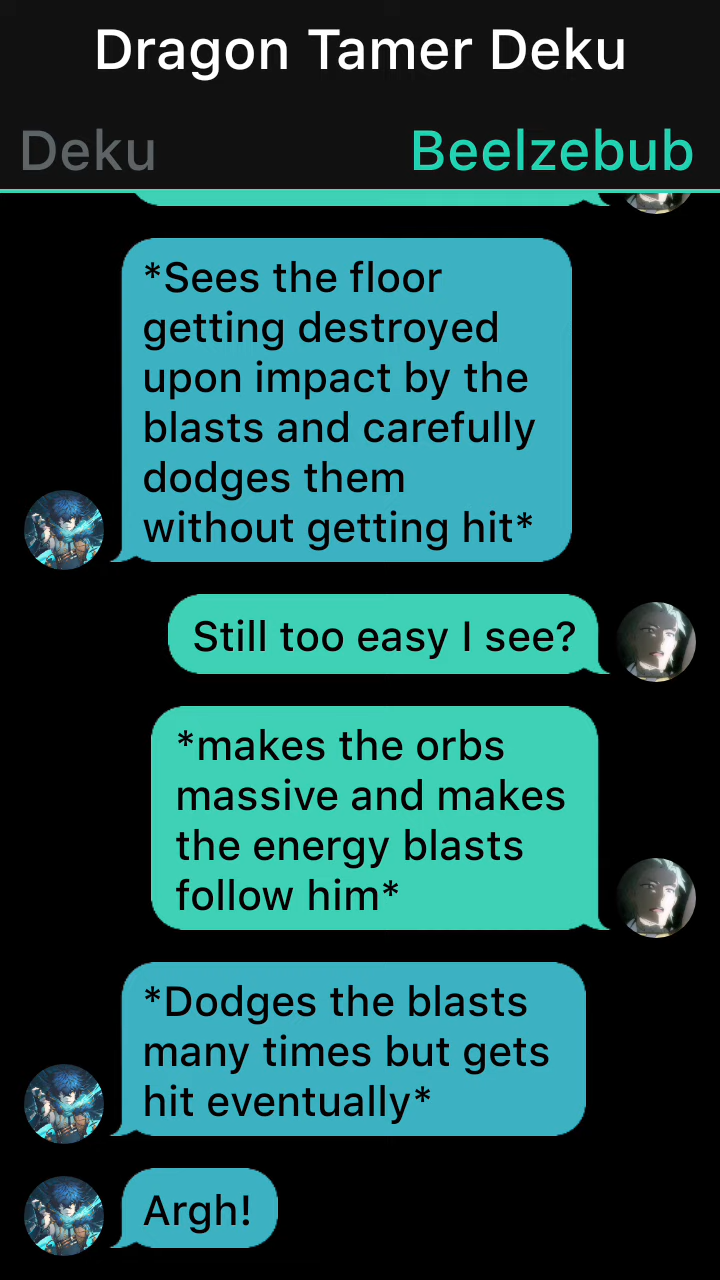 Dragon Tamer Deku
Deku
Beelzebub
*Sees the floor
getting destroyed
upon impact by the
blasts and carefully
dodges them
without getting hit*
Still too easy I see?
*makes the orbs
massive and makes
the energy blasts
follow him*
*Dodges the blasts
many times but gets
hit eventually*
Argh!